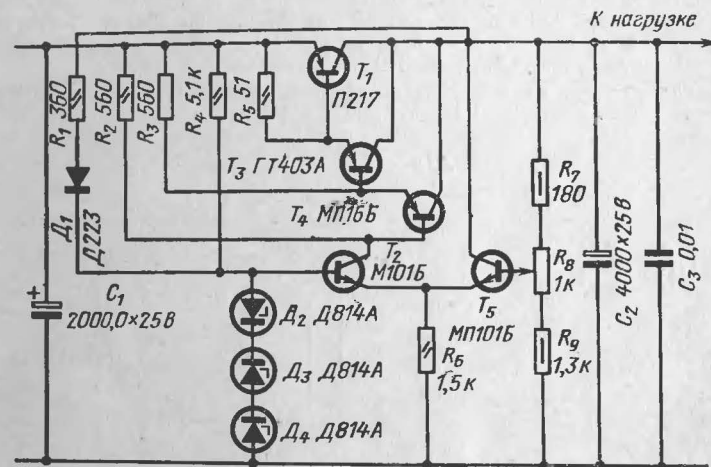 К нагрузке
R1 360
R2 560
R3 560
R4 5,1к
R5 51
T1
П217
T3 ГТ403А
T4 МП16Б
T2
М101Б
T5
МП101Б
Д1
Д223
+
C1
2000,0×25В
Д2 Д814А
Д3 Д814А
Д4 Д814А
R6
1,5к
R7
180
R8
1к
R9
1,3к
C2 4000×25В
C3 0,01